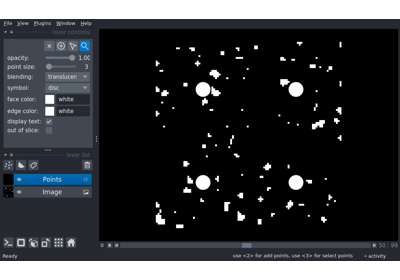 File View Plugins Window Help
layer controls
opacity: 1.00
point size: 3
blending: translucen
symbol: disc
face color: white
edge color: white
display text:
out of slice:
layer list
Points
Image
0 50 99
Ready use <2> for add points, use <3> for select points activity